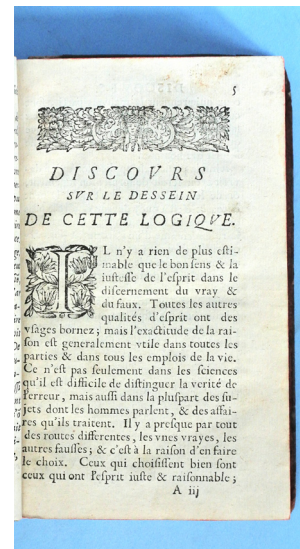 5
DISCOVRS
SVR LE DESSEIN
DE CETTE LOGIQVE.
IL n'y a rien de plus esti-
mable que le bon sens & la
iustesse de l'esprit dans le
discernement du vray &
du faux. Toutes les autres
qualités d'esprit ont des
vsages bornez; mais l'exactitude de la rai-
son est generalement vtile dans toutes les
parties & dans tous les emplois de la vie.
Ce n'est pas seulement dans les sciences
qu'il est difficile de distinguer la verité de
l'erreur, mais aussi dans la pluspart des su-
jets dont les hommes parlent, & des affai-
res qu'ils traitent. Il y a presque par tout
des routes differentes, les vnes vrayes, les
autres fausses; & c'est à la raison d'en faire
le choix. Ceux qui choisissent bien sont
ceux qui ont l'esprit iuste & raisonnable;
A iij